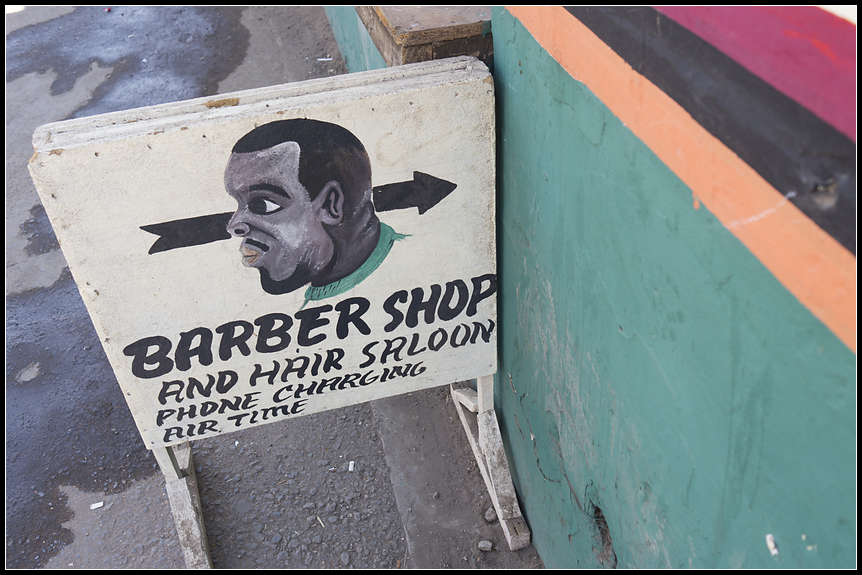 BARBER SHOP
AND HAIR SALOON
PHONE CHARGING
AIR TIME